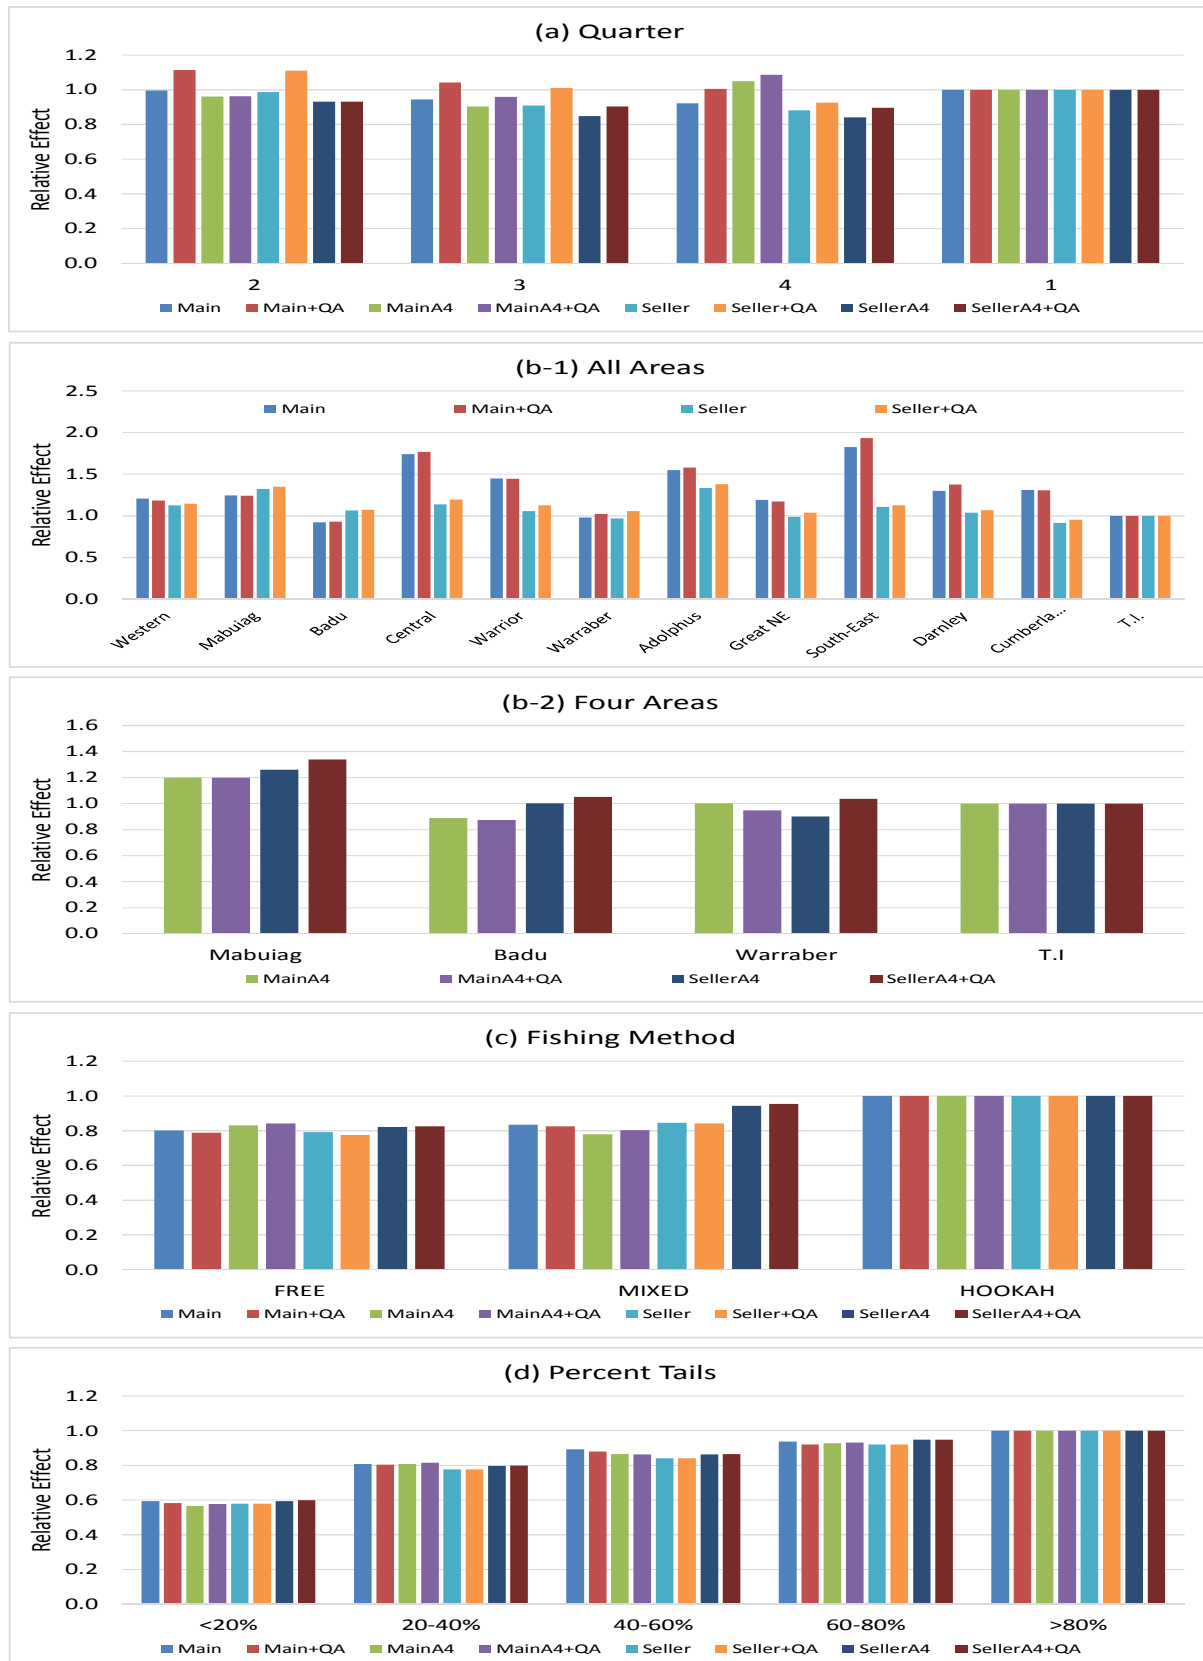 (a) Quarter
Relative Effect
1.2
1.0
0.8
0.6
0.4
0.2
0.0
2 3 4 1
Main Main+QA MainA4 MainA4+QA Seller Seller+QA SellerA4 SellerA4+QA
(b-1) All Areas
Relative Effect
2.5
2.0
1.5
1.0
0.5
0.0
Main Main+QA Seller Seller+QA
Western Mabuiag Badu Central Warrior Warraber Adolphus Great NE South-East Darnley Cumberla... T.I.
(b-2) Four Areas
Relative Effect
1.6
1.4
1.2
1.0
0.8
0.6
0.4
0.2
0.0
Mabuiag Badu Warraber T.I
MainA4 MainA4+QA SellerA4 SellerA4+QA
(c) Fishing Method
Relative Effect
1.2
1.0
0.8
0.6
0.4
0.2
0.0
FREE MIXED HOOKAH
Main Main+QA MainA4 MainA4+QA Seller Seller+QA SellerA4 SellerA4+QA
(d) Percent Tails
Relative Effect
1.2
1.0
0.8
0.6
0.4
0.2
0.0
<20% 20-40% 40-60% 60-80% >80%
Main Main+QA MainA4 MainA4+QA Seller Seller+QA SellerA4 SellerA4+QA